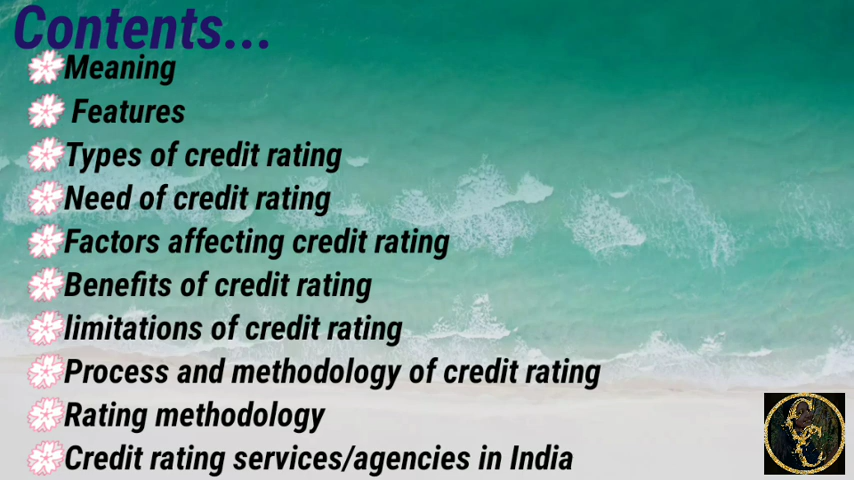 Contents...
Meaning
Features
Types of credit rating
Need of credit rating
Factors affecting credit rating
Benefits of credit rating
limitations of credit rating
Process and methodology of credit rating
Rating methodology
Credit rating services/agencies in India